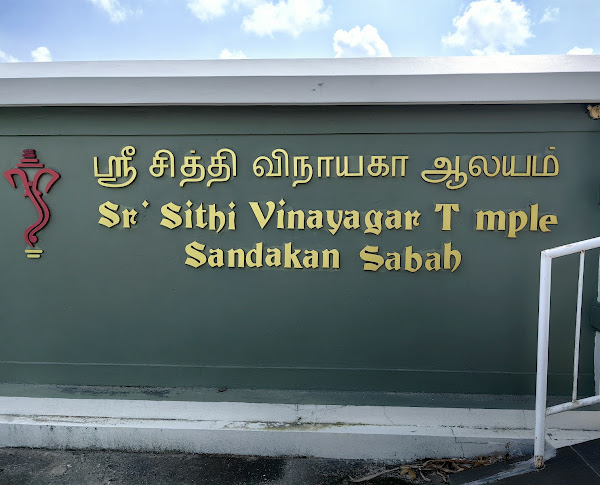 ஸ்ரீ சித்தி விநாயகா ஆலயம்
Sr' Sithi Vinayagar T mple
Sandakan Sabah